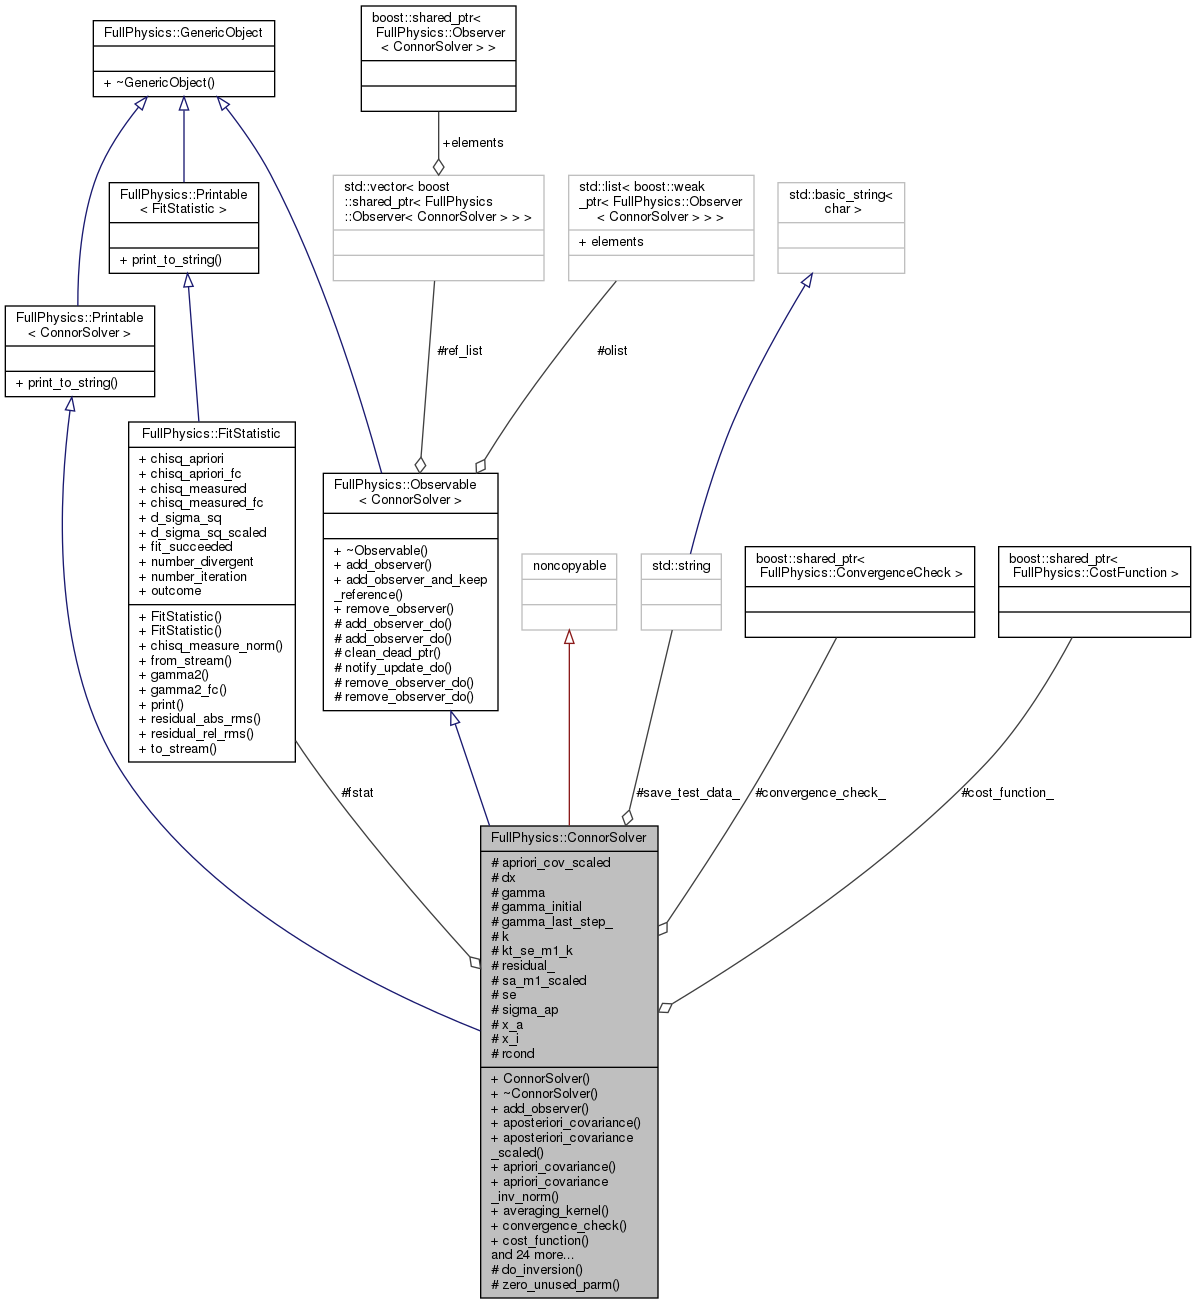 FullPhysics::GenericObject
+ ~GenericObject()
boost::shared_ptr<
FullPhysics::Observer
< ConnorSolver > >
+elements
FullPhysics::Printable
< FitStatistic >
+ print_to_string()
std::vector< boost
::shared_ptr< FullPhysics
::Observer< ConnorSolver > > >
std::list< boost::weak
_ptr< FullPhysics::Observer
< ConnorSolver > > >
+ elements
std::basic_string<
char >
FullPhysics::Printable
< ConnorSolver >
+ print_to_string()
#ref_list
#olist
FullPhysics::FitStatistic
+ chisq_apriori
+ chisq_apriori_fc
+ chisq_measured
+ chisq_measured_fc
+ d_sigma_sq
+ d_sigma_sq_scaled
+ fit_succeeded
+ number_divergent
+ number_iteration
+ outcome
+ FitStatistic()
+ FitStatistic()
+ chisq_measure_norm()
+ from_stream()
+ gamma2()
+ gamma2_fc()
+ print()
+ residual_abs_rms()
+ residual_rel_rms()
+ to_stream()
FullPhysics::Observable
< ConnorSolver >
+ ~Observable()
+ add_observer()
+ add_observer_and_keep
_reference()
+ remove_observer()
# add_observer_do()
# add_observer_do()
# clean_dead_ptr()
# notify_update_do()
# remove_observer_do()
# remove_observer_do()
noncopyable
std::string
boost::shared_ptr<
FullPhysics::ConvergenceCheck >
boost::shared_ptr<
FullPhysics::CostFunction >
#fstat
#save_test_data_
#convergence_check_
#cost_function_
FullPhysics::ConnorSolver
# apriori_cov_scaled
# dx
# gamma
# gamma_initial
# gamma_last_step_
# k
# kt_se_m1_k
# residual_
# sa_m1_scaled
# se
# sigma_ap
# x_a
# x_i
# rcond
+ ConnorSolver()
+ ~ConnorSolver()
+ add_observer()
+ aposteriori_covariance()
+ aposteriori_covariance
_scaled()
+ apriori_covariance()
+ apriori_covariance
_inv_norm()
+ averaging_kernel()
+ convergence_check()
+ cost_function()
and 24 more...
# do_inversion()
# zero_unused_parm()